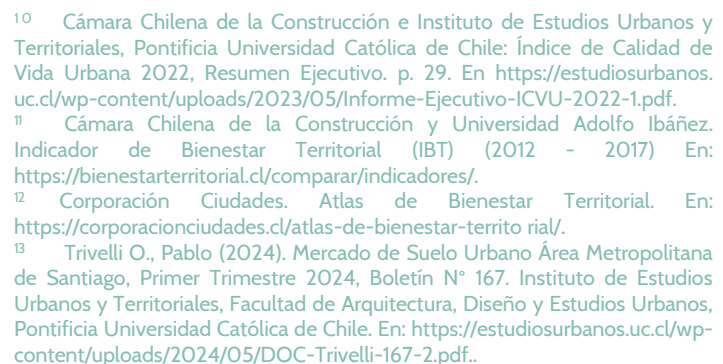 10 Cámara Chilena de la Construcción e Instituto de Estudios Urbanos y
Territoriales, Pontificia Universidad Católica de Chile: Índice de Calidad de
Vida Urbana 2022, Resumen Ejecutivo. p. 29. En https://estudiosurbanos.
uc.cl/wp-content/uploads/2023/05/Informe-Ejecutivo-ICVU-2022-1.pdf.
11 Cámara Chilena de la Construcción y Universidad Adolfo Ibáñez.
Indicador de Bienestar Territorial (IBT) (2012 - 2017) En:
https://bienestarterritorial.cl/comparar/indicadores/.
12 Corporación Ciudades. Atlas de Bienestar Territorial. En:
https://corporacionciudades.cl/atlas-de-bienestar-territo rial/.
13 Trivelli O., Pablo (2024). Mercado de Suelo Urbano Área Metropolitana
de Santiago, Primer Trimestre 2024, Boletín N° 167. Instituto de Estudios
Urbanos y Territoriales, Facultad de Arquitectura, Diseño y Estudios Urbanos,
Pontificia Universidad Católica de Chile. En: https://estudiosurbanos.uc.cl/wp-
content/uploads/2024/05/DOC-Trivelli-167-2.pdf..